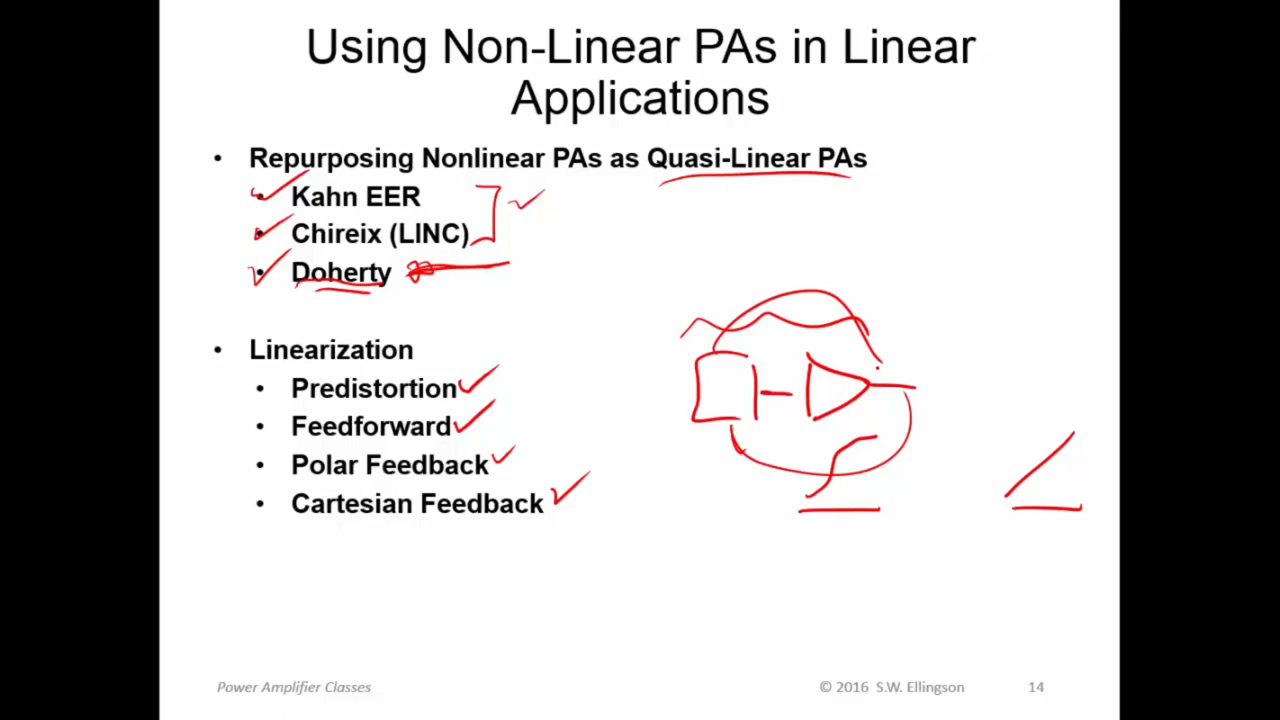 Using Non-Linear PAs in Linear
Applications
• Repurposing Nonlinear PAs as Quasi-Linear PAs
• Kahn EER
• Chireix (LINC)
• Doherty
• Linearization
• Predistortion
• Feedforward
• Polar Feedback
• Cartesian Feedback
Power Amplifier Classes
© 2016 S.W. Ellingson
14